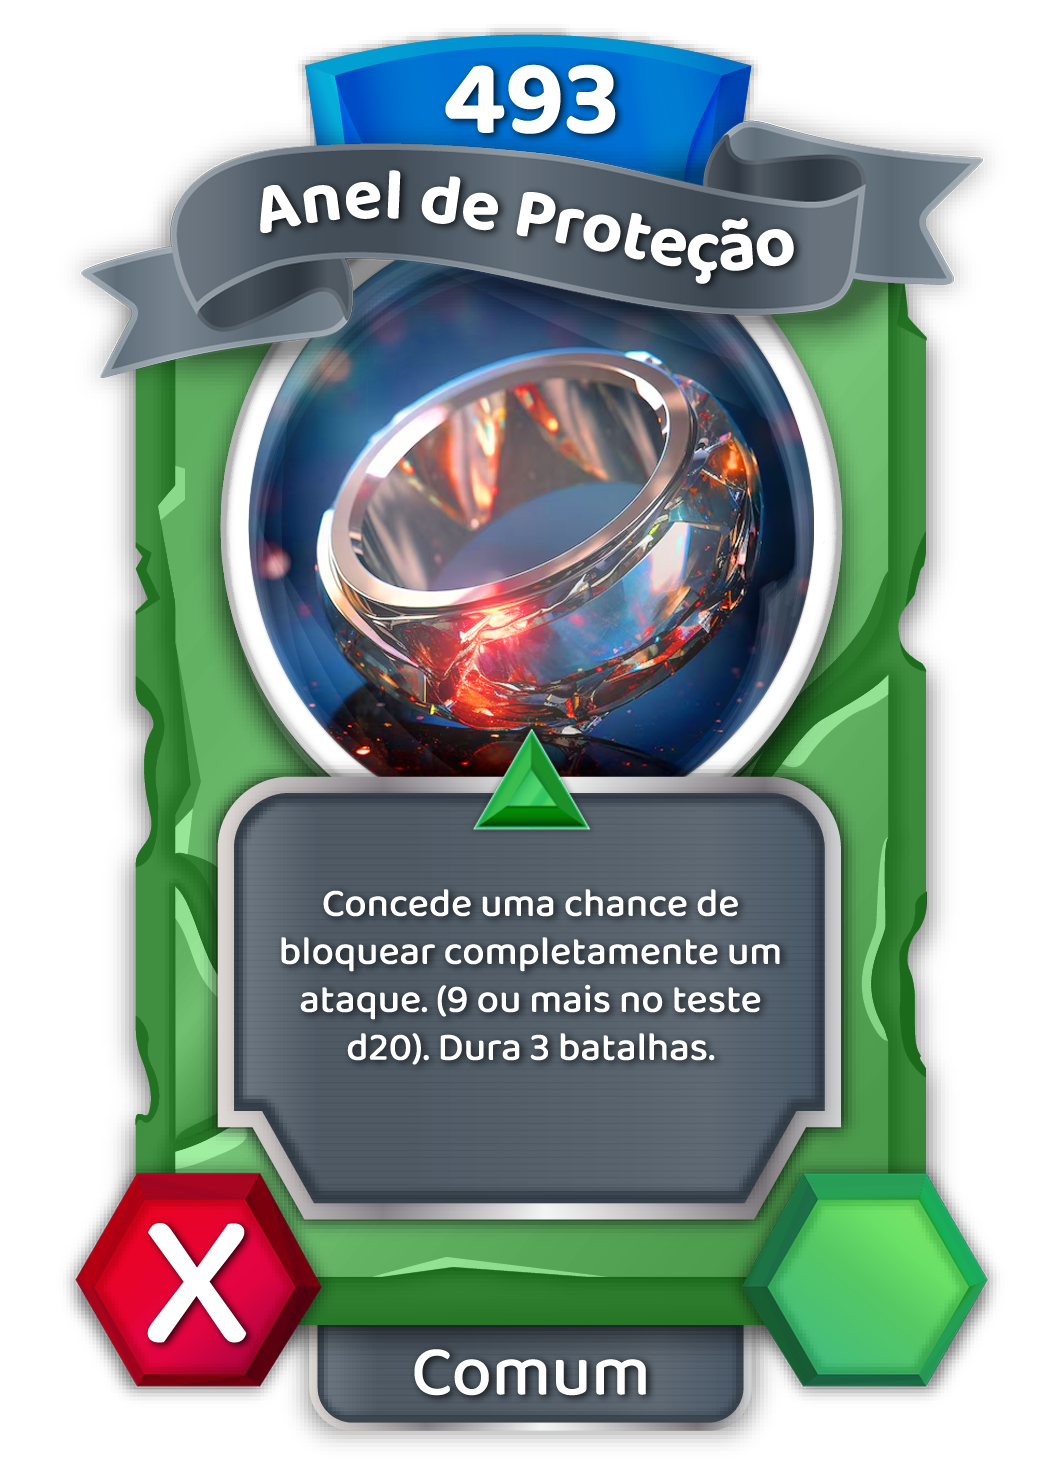 493
Anel de Proteção
Concede uma chance de
bloquear completamente um
ataque. (9 ou mais no teste
d20). Dura 3 batalhas.
X
Comum